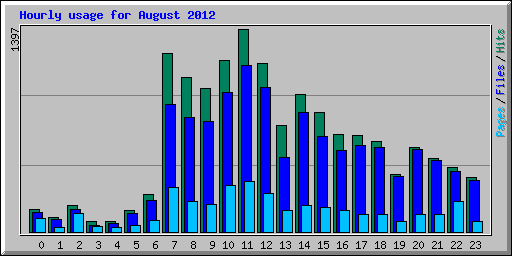 Hourly usage for August 2012
1397
Pages / Files / Hits
0 1 2 3 4 5 6 7 8 9 10 11 12 13 14 15 16 17 18 19 20 21 22 23